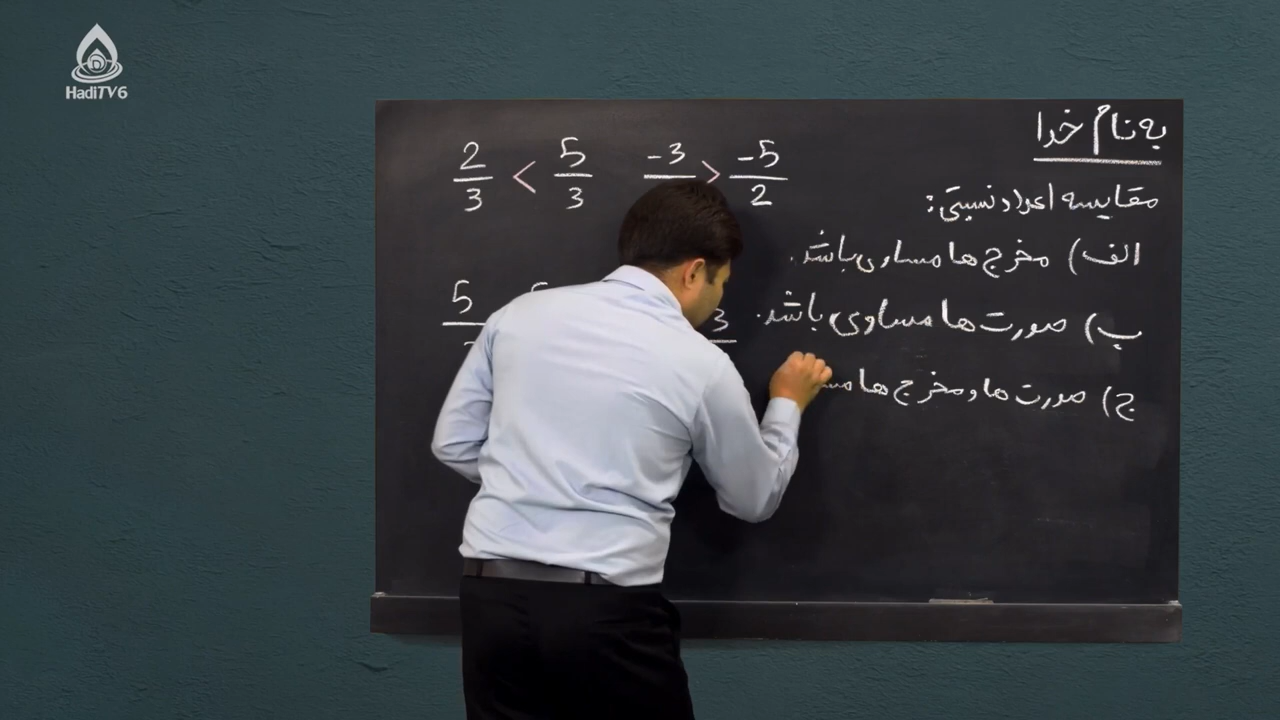 HadiTV6
به نام خدا
مقایسه اعداد نسبتی:
الف) مخرج ها مساوی باشد.
ب) صورت ها مساوی باشد.
ج) صورت ها و مخرج ها
2/3 < 5/3
-3 > -5/2
5
3